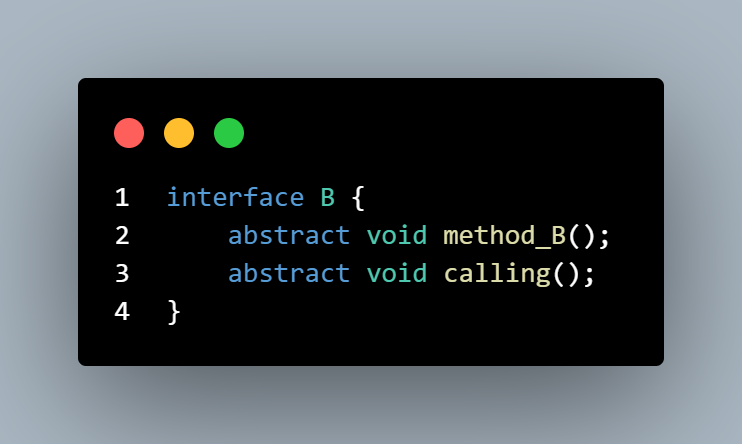 1 interface B {
2     abstract void method_B();
3     abstract void calling();
4 }